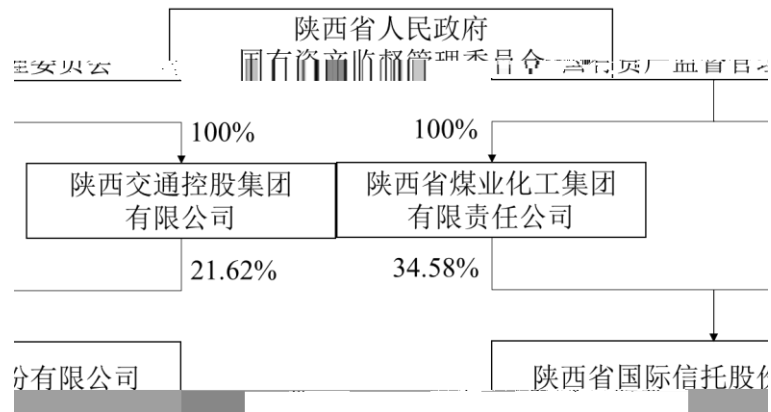 陕西省人民政府
国有资产监督管理委员会
100%
100%
陕西交通控股集团
有限公司
陕西省煤业化工集团
有限责任公司
21.62%
34.58%
份有限公司
陕西省国际信托股份